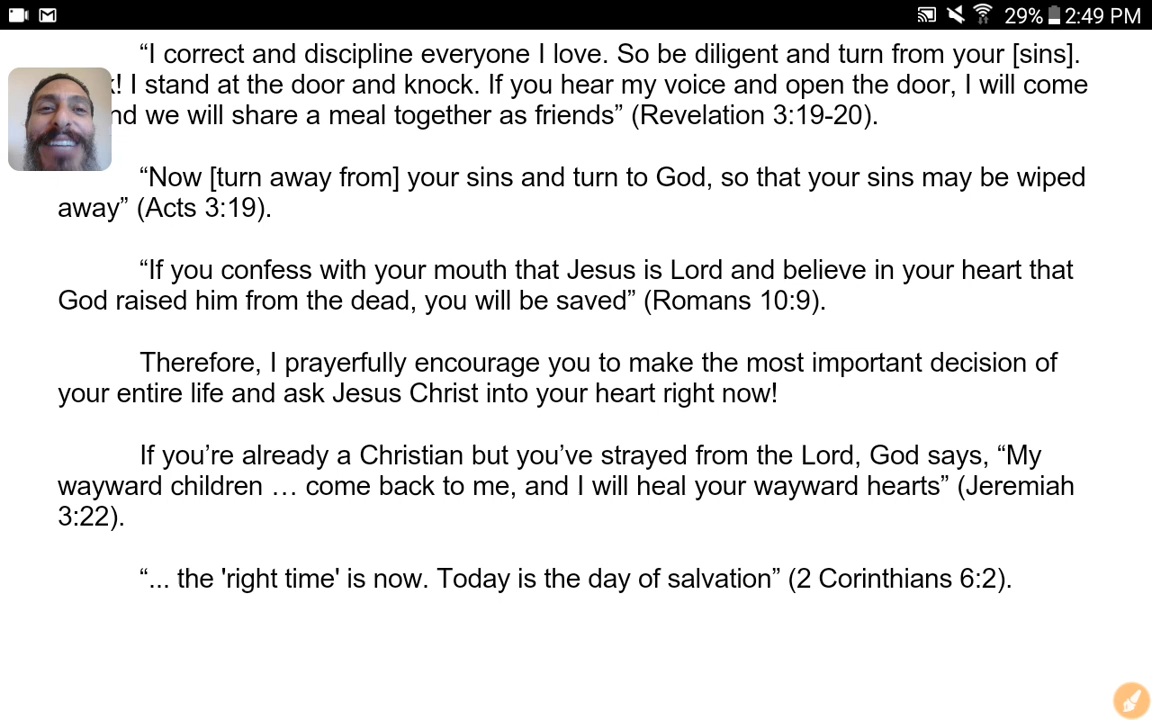 29% 2:49 PM
“I correct and discipline everyone I love. So be diligent and turn from your [sins].
! I stand at the door and knock. If you hear my voice and open the door, I will come
we will share a meal together as friends” (Revelation 3:19-20).
“Now [turn away from] your sins and turn to God, so that your sins may be wiped
away” (Acts 3:19).
“If you confess with your mouth that Jesus is Lord and believe in your heart that
God raised him from the dead, you will be saved” (Romans 10:9).
Therefore, I prayerfully encourage you to make the most important decision of
your entire life and ask Jesus Christ into your heart right now!
If you’re already a Christian but you’ve strayed from the Lord, God says, “My
wayward children … come back to me, and I will heal your wayward hearts” (Jeremiah
3:22).
“... the 'right time' is now. Today is the day of salvation” (2 Corinthians 6:2).